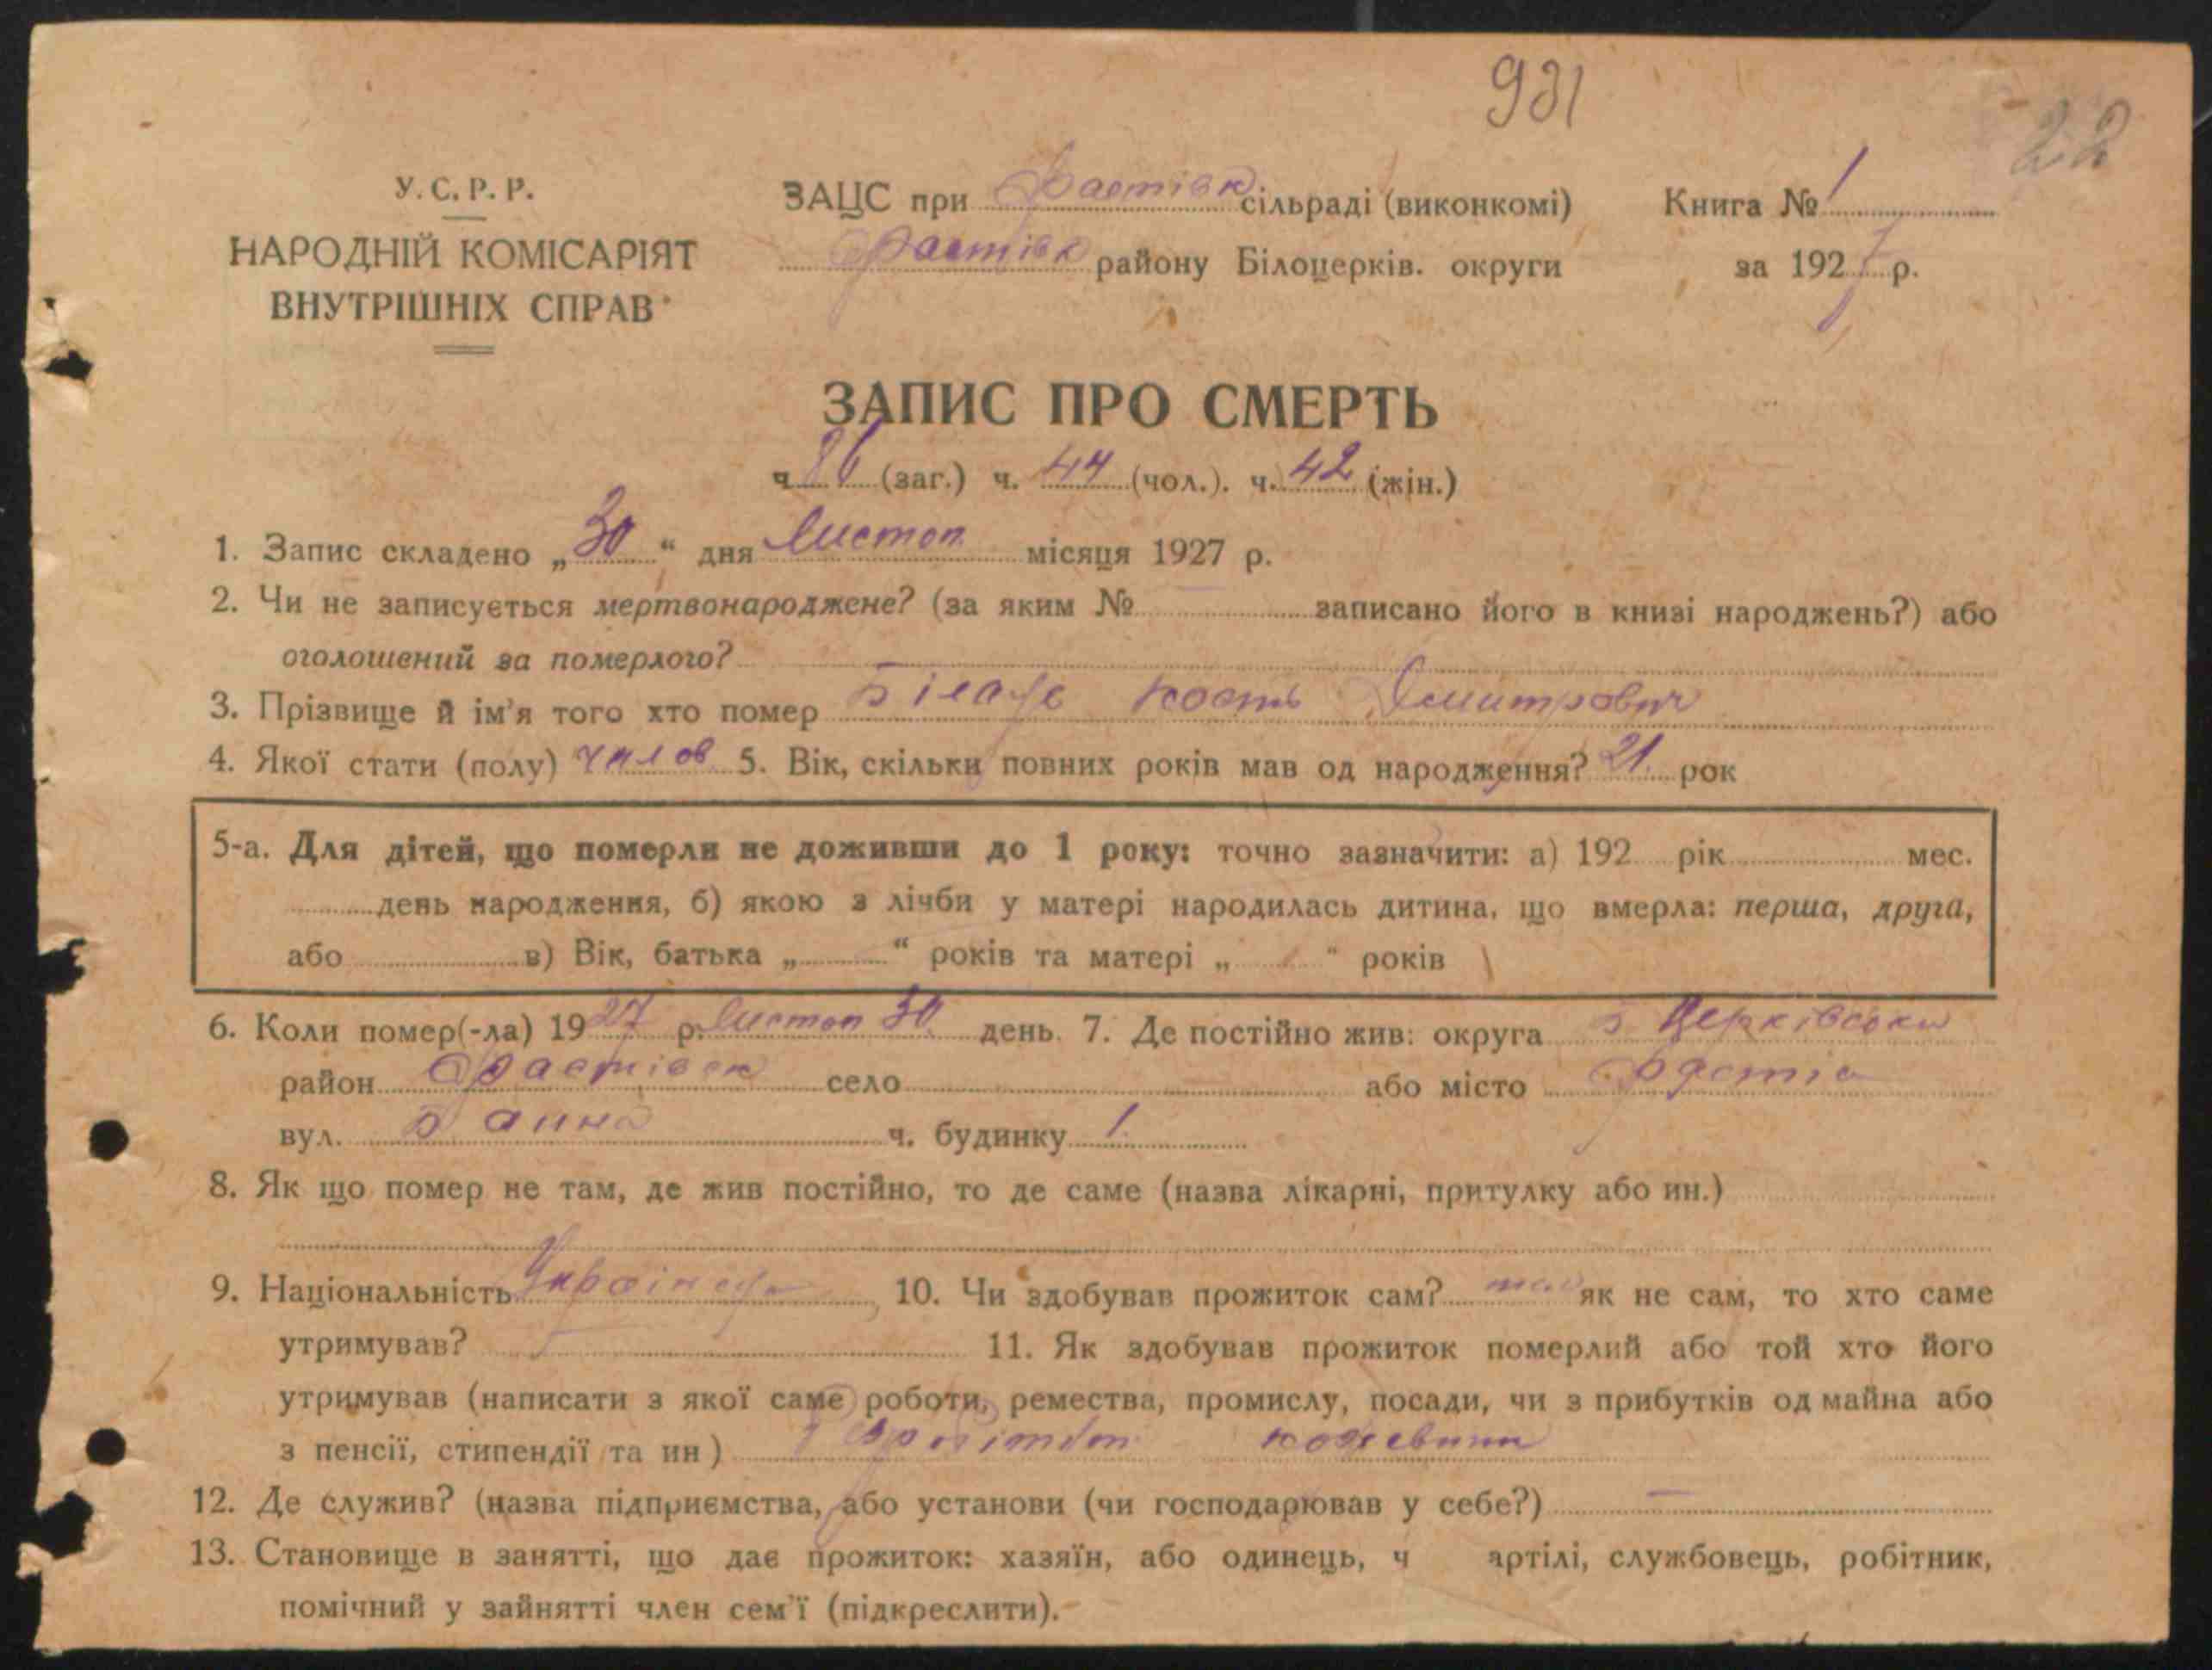 931
22
У. С. Р. Р.
НАРОДНІЙ КОМІСАРІЯТ
ВНУТРІШНІХ СПРАВ
ЗАЦС при Фастівк сільраді (виконкомі)
Фастівк району Білоцерків. округи
Книга № 1
за 1927 р.
ЗАПИС ПРО СМЕРТЬ
ч. 86 (заг.) ч. 44 (чол.). ч. 42 (жін.)
1. Запис складено „30“ дня Листоп місяця 1927 р.
2. Чи не записується мертвонароджене? (за яким № записано його в книзі народжень?) або
оголошений за померлого?
3. Прізвище й ім'я того хто помер Кость Дмитрович
4. Якої стати (полу) чолов 5. Вік, скільки повних років мав од народження? 21 рок
5-а. Для дітей, що померли не доживши до 1 року: точно зазначити: а) 192 рік мес.
день народження, б) якою з лічби у матері народилась дитина, що вмерла: перша, друга,
або в) Вік, батька „ “ років та матері „ “ років
6. Коли помер(-ла) 1927 р. Листоп 30 день. 7. Де постійно жив: округа Б Церківська
район Фастівск село або місто Фастів
вул. ч. будинку 1.
8. Як що помер не там, де жив постійно, то де саме (назва лікарні, притулку або ин.)
9. Національність Українец 10. Чи здобував прожиток сам? так як не сам, то хто саме
утримував? 11. Як здобував прожиток померлий або той хто його
утримував (написати з якої саме роботи, ремества, промислу, посади, чи з прибутків од майна або
з пенсії, стипендії та ин)
12. Де служив? (назва підприємства, або установи (чи господарював у себе?) —
13. Становище в занятті, що дає прожиток: хазяїн, або одинець, ч артілі, службовець, робітник,
помічний у зайнятті член сем'ї (підкреслити).